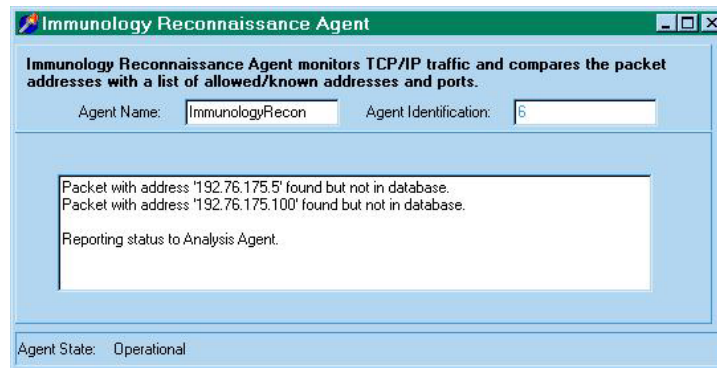 Immunology Reconnaissance Agent
Immunology Reconnaissance Agent monitors TCP/IP traffic and compares the packet
addresses with a list of allowed/known addresses and ports.
Agent Name: ImmunologyRecon Agent Identification: 6
Packet with address '192.76.175.5' found but not in database.
Packet with address '192.76.175.100' found but not in database.
Reporting status to Analysis Agent.
Agent State: Operational